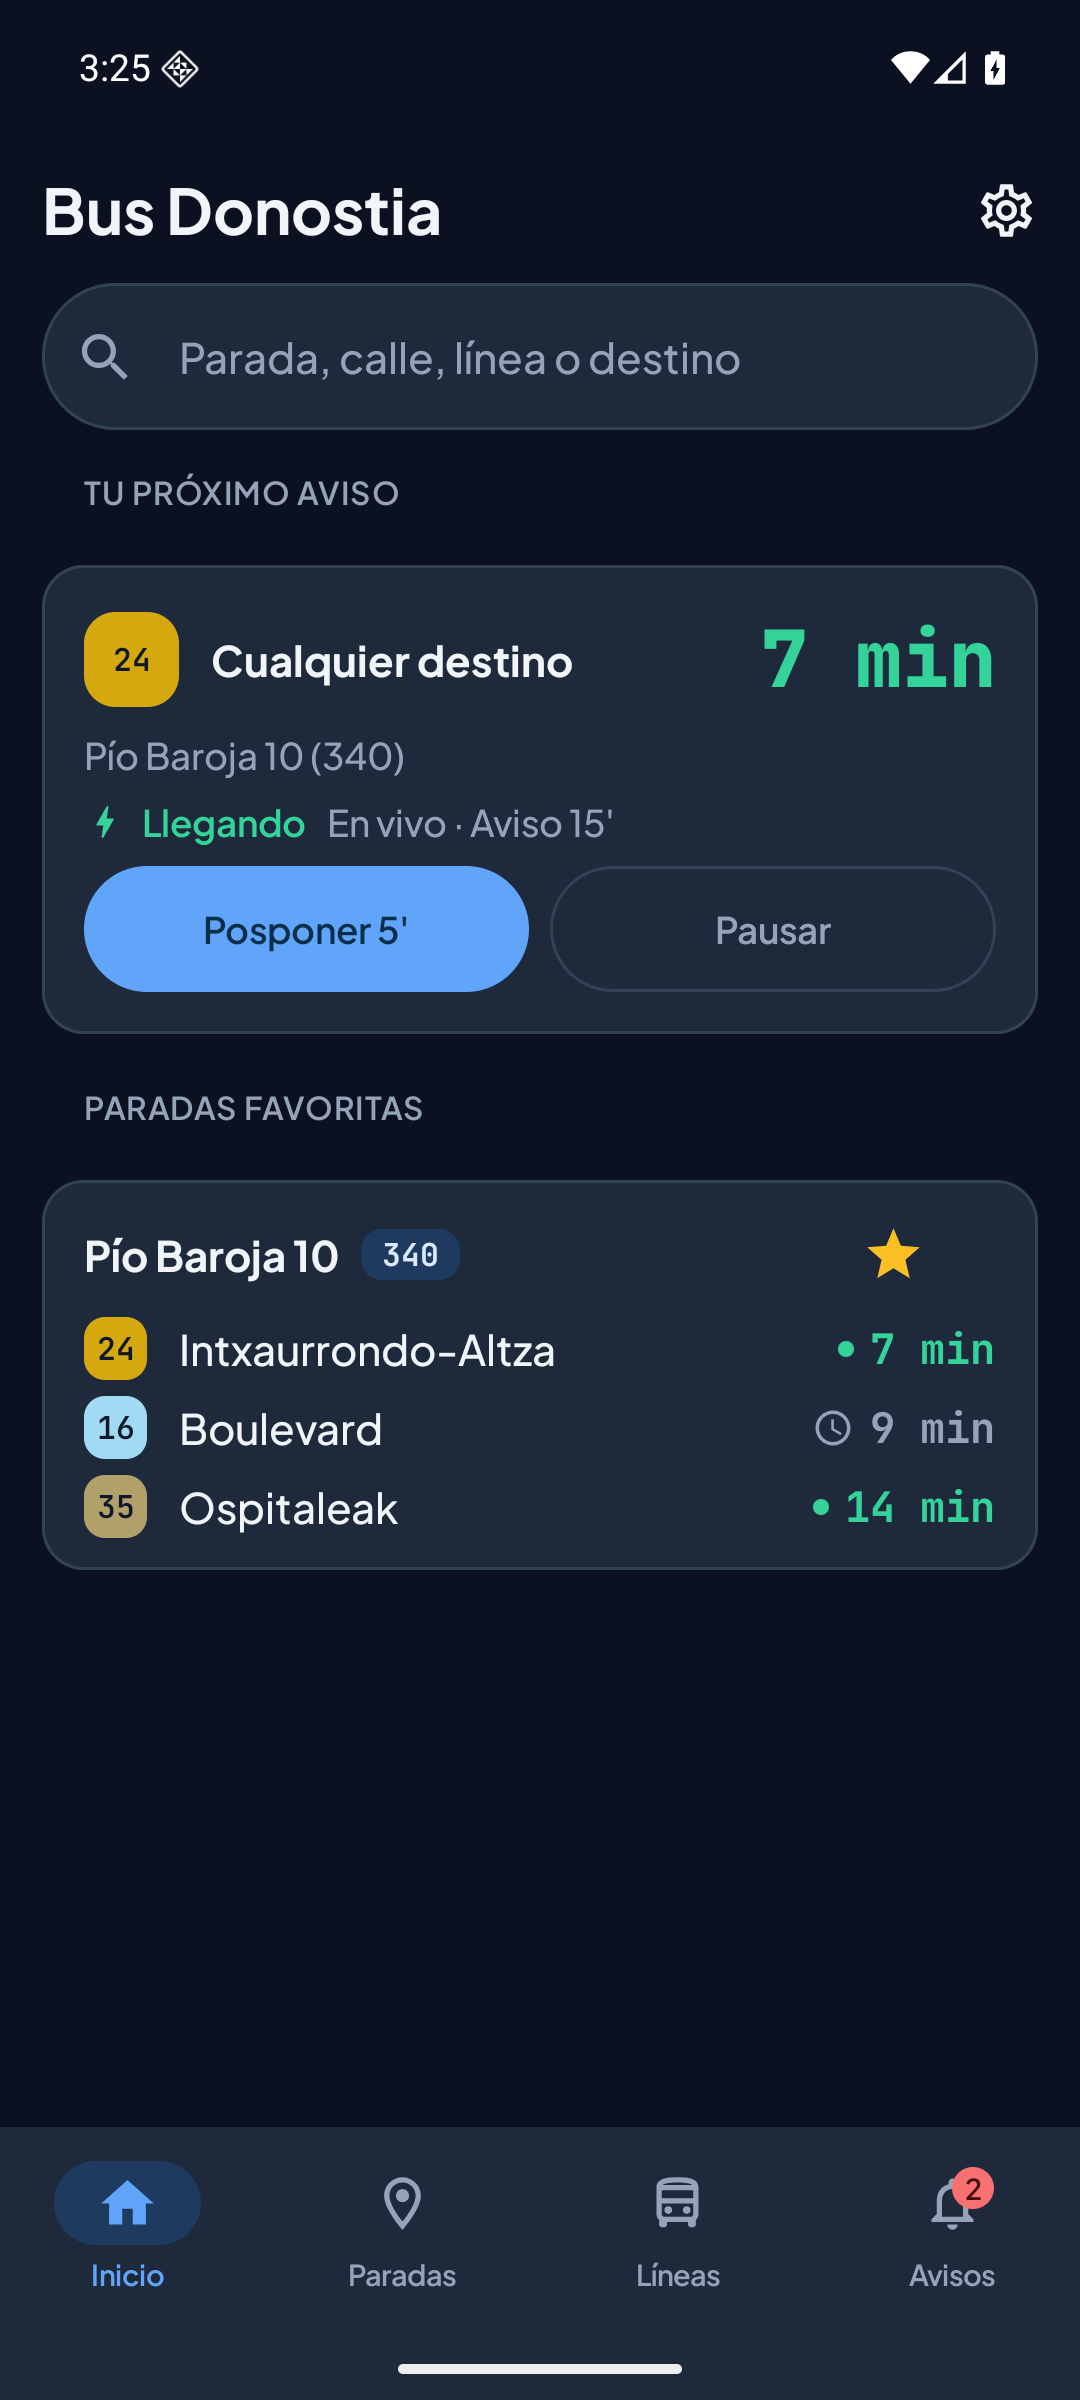 3:25
Bus Donostia
Parada, calle, línea o destino
TU PRÓXIMO AVISO
24 Cualquier destino 7 min
Pío Baroja 10 (340)
Llegando En vivo · Aviso 15'
Posponer 5' Pausar
PARADAS FAVORITAS
Pío Baroja 10 340
24 Intxaurrondo-Altza 7 min
16 Boulevard 9 min
35 Ospitaleak 14 min
2
Inicio Paradas Líneas Avisos